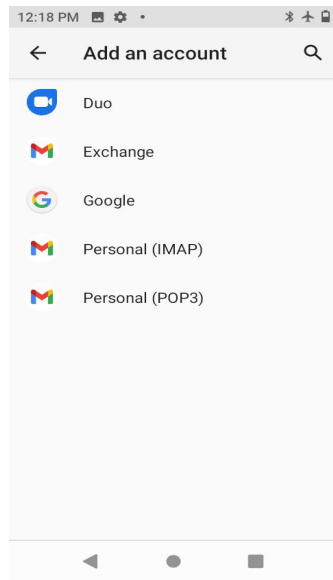 12:18 PM
Add an account
Duo
Exchange
Google
Personal (IMAP)
Personal (POP3)